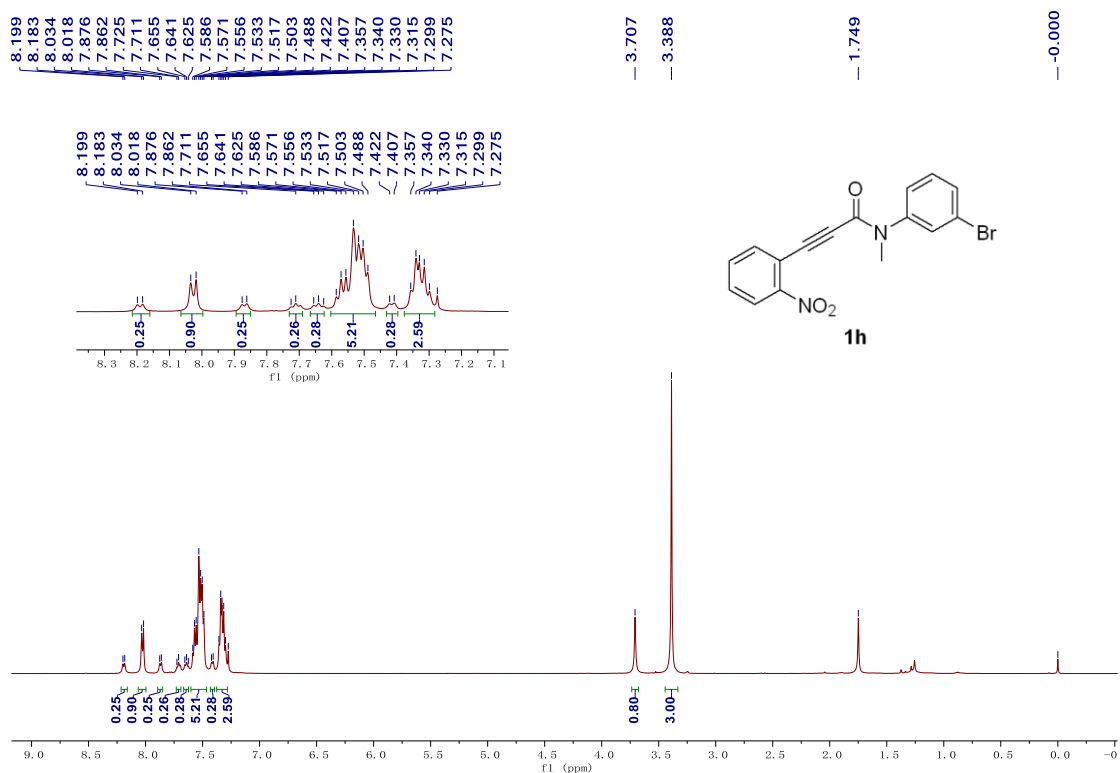 8.199 8.183 8.034 8.018 7.876 7.862 7.725 7.711 7.655 7.641 7.625 7.586 7.571 7.556 7.533 7.517 7.503 7.488 7.422 7.407 7.357 7.340 7.330 7.315 7.299 7.275 3.707 3.388 1.749 -0.000
8.199 8.183 8.034 8.018 7.876 7.862 7.711 7.655 7.641 7.625 7.586 7.571 7.556 7.533 7.517 7.503 7.488 7.422 7.407 7.357 7.340 7.330 7.315 7.299 7.275
O
N
Br
NO2
1h
0.25 0.90 0.25 0.26 0.28 5.21 0.28 2.59
8.3 8.2 8.1 8.0 7.9 7.8 7.7 7.6 7.5 7.4 7.3 7.2 7.1
f1 (ppm)
0.25 0.90 0.25 0.26 0.28 5.21 0.28 2.59 0.80 3.00
9.0 8.5 8.0 7.5 7.0 6.5 6.0 5.5 5.0 4.5 4.0 3.5 3.0 2.5 2.0 1.5 1.0 0.5 0.0 -0
f1 (ppm)